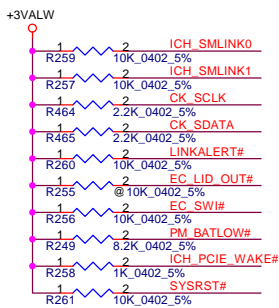 +3VALW
1 2 ICH_SMLINK0
R259 10K_0402_5%
1 2 ICH_SMLINK1
R257 10K_0402_5%
1 2 CK_SCLK
R464 2.2K_0402_5%
1 2 CK_SDATA
R465 2.2K_0402_5%
1 2 LINKALERT#
R260 10K_0402_5%
1 2 EC_LID_OUT#
R255 @10K_0402_5%
1 2 EC_SWI#
R256 10K_0402_5%
1 2 PM_BATLOW#
R249 8.2K_0402_5%
1 2 ICH_PCIE_WAKE#
R258 1K_0402_5%
1 2 SYSRST#
R261 10K_0402_5%